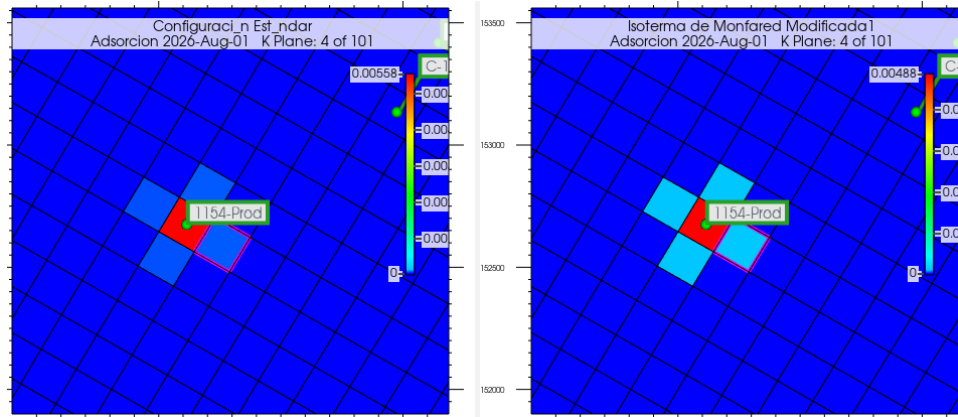 Configuraci_n Est_ndar
Adsorcion 2026-Aug-01 K Plane: 4 of 101
C-1
0.00558
0.00
0.00
0.00
0.00
0.00
0
1154-Prod
153500
153000
152500
152000
Isoterma de Monfared Modificada1
Adsorcion 2026-Aug-01 K Plane: 4 of 101
C-
0.00488
0.0
0.0
0.0
0.0
0
1154-Prod